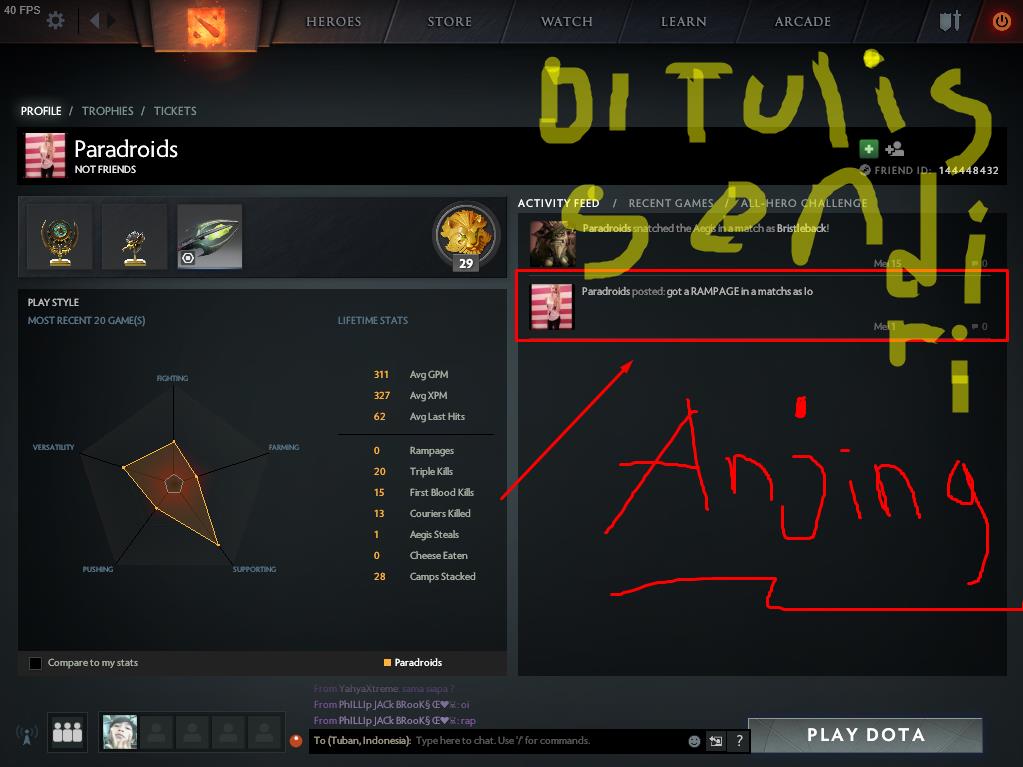 40 FPS
HEROES STORE WATCH LEARN ARCADE
DI TULis
senDiri
PROFILE / TROPHIES / TICKETS
Paradroids
NOT FRIENDS
FRIEND ID: 144448432
29
ACTIVITY FEED / RECENT GAMES / ALL-HERO CHALLENGE
Paradroids snatched the Aegis in a match as Bristleback!
Mei 15 0
Paradroids posted: got a RAMPAGE in a matchs as Io
Mei 1 0
Anjing
PLAY STYLE
MOST RECENT 20 GAME(S)
FIGHTING
FARMING
SUPPORTING
PUSHING
VERSATILITY
LIFETIME STATS
311 Avg GPM
327 Avg XPM
62 Avg Last Hits
0 Rampages
20 Triple Kills
15 First Blood Kills
13 Couriers Killed
1 Aegis Steals
0 Cheese Eaten
28 Camps Stacked
Compare to my stats
Paradroids
From YahyaXtreme: sama siapa ?
From PhILLIp JACk BRooK§ Œ♥☠: oi
From PhILLIp JACk BRooK§ Œ♥☠: rap
To (Tuban, Indonesia): Type here to chat. Use '/' for commands.
?
PLAY DOTA